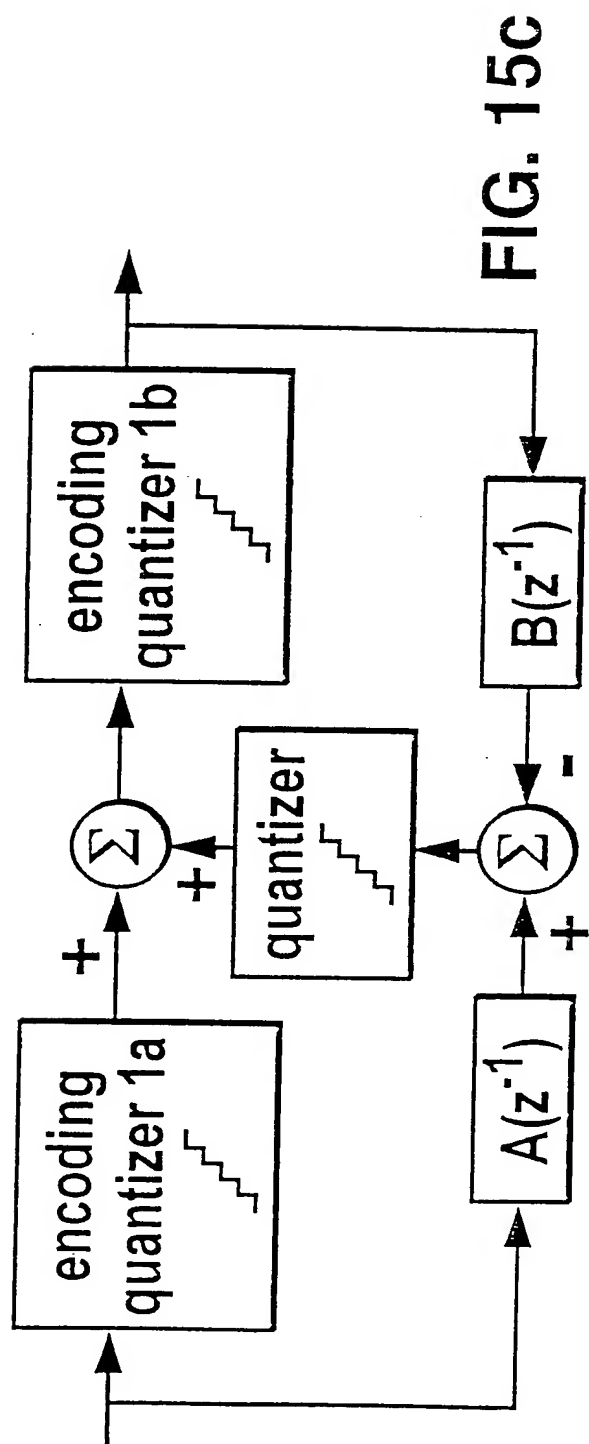 encoding
quantizer 1a
+
Σ
+
encoding
quantizer 1b
quantizer
A(z⁻¹)
+
Σ
-
B(z⁻¹)
FIG. 15c